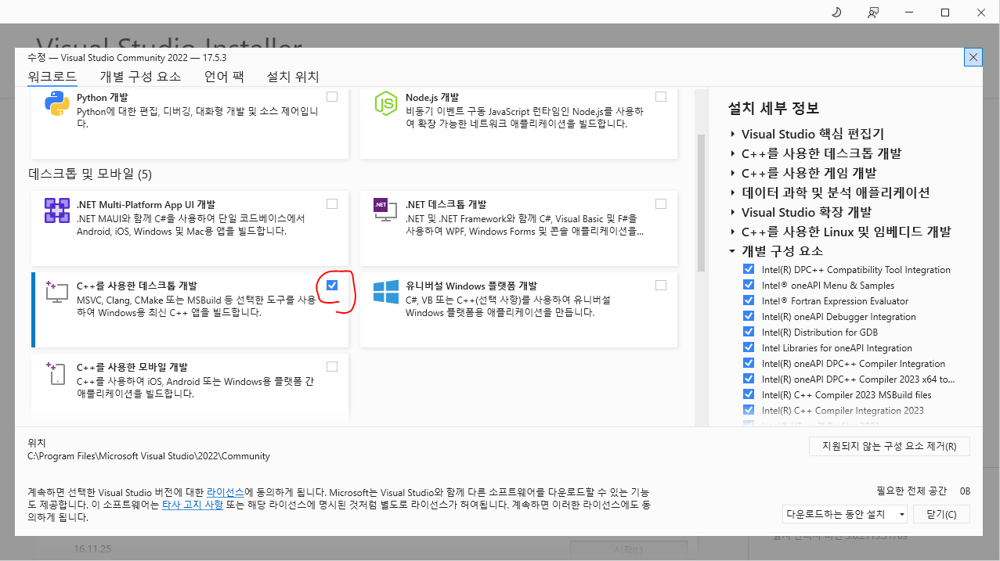 Visual Studio Installer
수정 — Visual Studio Community 2022 — 17.5.3
워크로드 개별 구성 요소 언어 팩 설치 위치
Python 개발
Python에 대한 편집, 디버깅, 대화형 개발 및 소스 제어입니
다.
Node.js 개발
비동기 이벤트 구동 JavaScript 런타임인 Node.js를 사용하
여 확장 가능한 네트워크 애플리케이션을 빌드합니다.
데스크톱 및 모바일 (5)
.NET Multi-Platform App UI 개발
.NET MAUI와 함께 C#을 사용하여 단일 코드베이스에서
Android, iOS, Windows 및 Mac용 앱을 빌드합니다.
.NET
.NET 데스크톱 개발
.NET 및 .NET Framework와 함께 C#, Visual Basic 및 F#을
사용하여 WPF, Windows Forms 및 콘솔 애플리케이션을...
C++를 사용한 데스크톱 개발
MSVC, Clang, CMake 또는 MSBuild 등 선택한 도구를 사용
하여 Windows용 최신 C++ 앱을 빌드합니다.
유니버설 Windows 플랫폼 개발
C#, VB 또는 C++(선택 사항)를 사용하여 유니버설
Windows 플랫폼용 애플리케이션을 만듭니다.
C++를 사용한 모바일 개발
C++를 사용하여 iOS, Android 또는 Windows용 플랫폼 간
애플리케이션을 빌드합니다.
설치 세부 정보
Visual Studio 핵심 편집기
C++를 사용한 데스크톱 개발
C++를 사용한 게임 개발
데이터 과학 및 분석 애플리케이션
Visual Studio 확장 개발
C++를 사용한 Linux 및 임베디드 개발
개별 구성 요소
Intel(R) DPC++ Compatibility Tool Integration
Intel® oneAPI Menu & Samples
Intel® Fortran Expression Evaluator
Intel(R) oneAPI Debugger Integration
Intel(R) Distribution for GDB
Intel Libraries for oneAPI Integration
Intel(R) oneAPI DPC++ Compiler Integration
Intel(R) oneAPI DPC++ Compiler 2023 x64 to...
Intel(R) C++ Compiler 2023 MSBuild files
Intel(R) C++ Compiler Integration 2023
위치
C:\Program Files\Microsoft Visual Studio\2022\Community
지원되지 않는 구성 요소 제거(R)
계속하면 선택한 Visual Studio 버전에 대한 라이선스에 동의하게 됩니다. Microsoft는 Visual Studio와 함께 다른 소프트웨어를 다운로드할 수 있는 기능
도 제공합니다. 이 소프트웨어는 타사 고지 사항 또는 해당 라이선스에 명시된 것처럼 별도로 라이선스가 허여됩니다. 계속하면 이러한 라이선스에도 동
의하게 됩니다.
필요한 전체 공간 0B
다운로드하는 동안 설치
닫기(C)
16.11.25
시작(L)